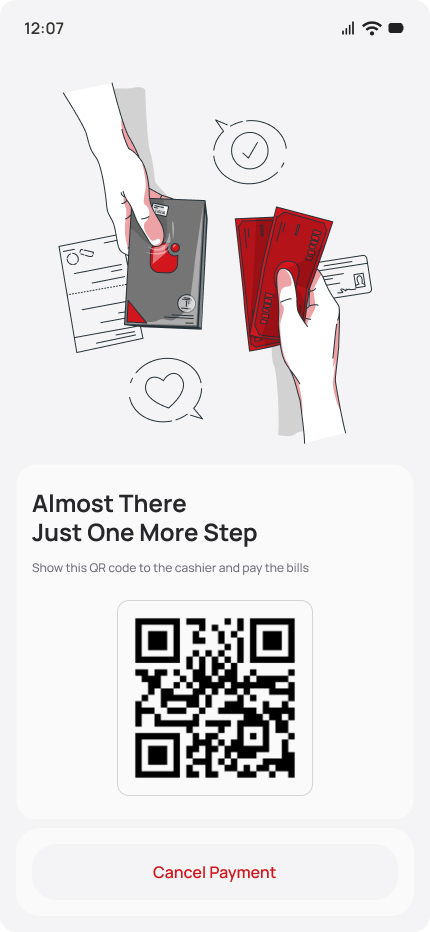 12:07
Almost There
Just One More Step
Show this QR code to the cashier and pay the bills
Cancel Payment